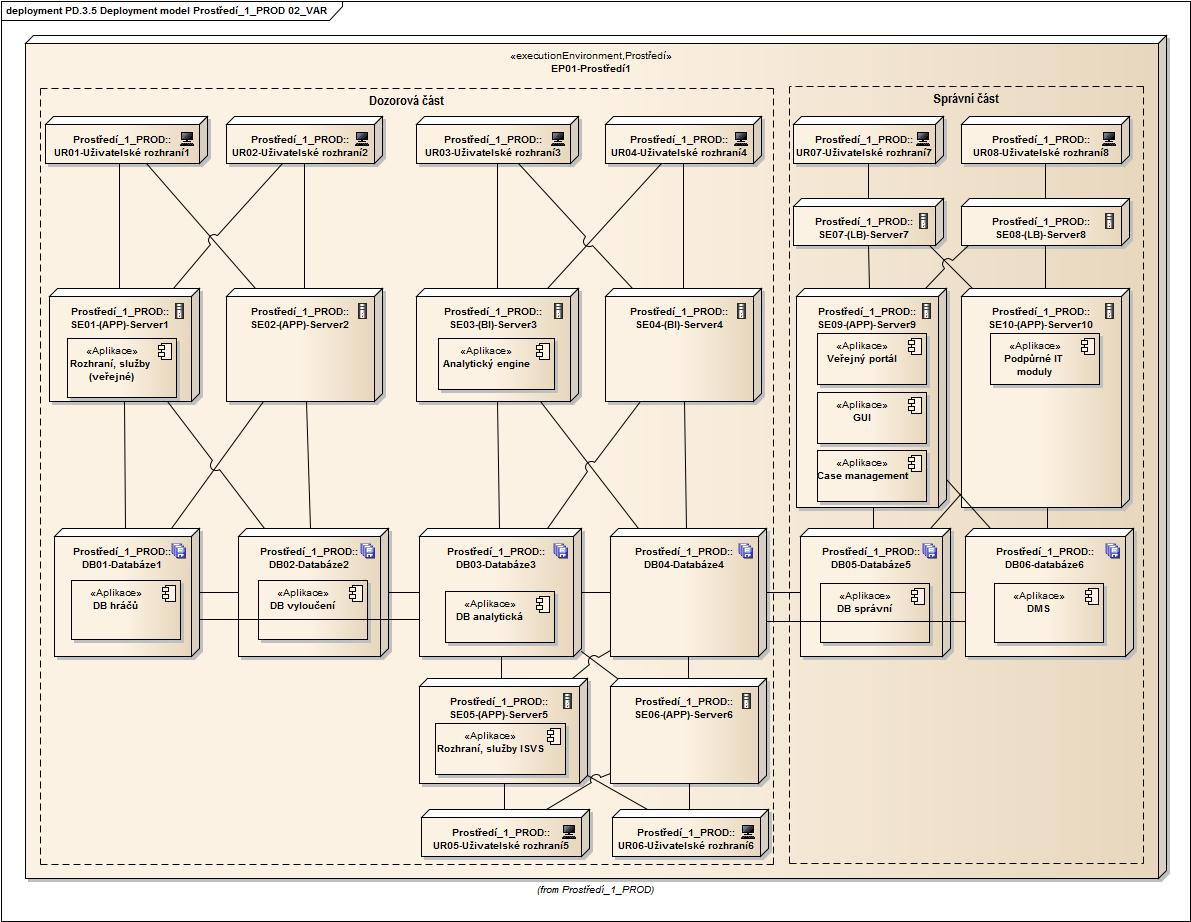 deployment PD.3.5 Deployment model Prostředí_1_PROD 02_VAR
«executionEnvironment,Prostředí»
EP01-Prostředí1
Dozorová část
Prostředí_1_PROD::
UR01-Uživatelské rozhraní1
Prostředí_1_PROD::
UR02-Uživatelské rozhraní2
Prostředí_1_PROD::
UR03-Uživatelské rozhraní3
Prostředí_1_PROD::
UR04-Uživatelské rozhraní4
Prostředí_1_PROD::
SE01-(APP)-Server1
«Aplikace»
Rozhraní, služby
(veřejné)
Prostředí_1_PROD::
SE02-(APP)-Server2
Prostředí_1_PROD::
SE03-(BI)-Server3
«Aplikace»
Analytický engine
Prostředí_1_PROD::
SE04-(BI)-Server4
Prostředí_1_PROD::
DB01-Databáze1
«Aplikace»
DB hráčů
Prostředí_1_PROD::
DB02-Databáze2
«Aplikace»
DB vyloučení
Prostředí_1_PROD::
DB03-Databáze3
«Aplikace»
DB analytická
Prostředí_1_PROD::
DB04-Databáze4
Prostředí_1_PROD::
SE05-(APP)-Server5
«Aplikace»
Rozhraní, služby ISVS
Prostředí_1_PROD::
SE06-(APP)-Server6
Prostředí_1_PROD::
UR05-Uživatelské rozhraní5
Prostředí_1_PROD::
UR06-Uživatelské rozhraní6
Správní část
Prostředí_1_PROD::
UR07-Uživatelské rozhraní7
Prostředí_1_PROD::
UR08-Uživatelské rozhraní8
Prostředí_1_PROD::
SE07-(LB)-Server7
Prostředí_1_PROD::
SE08-(LB)-Server8
Prostředí_1_PROD::
SE09-(APP)-Server9
«Aplikace»
Veřejný portál
«Aplikace»
GUI
«Aplikace»
Case management
Prostředí_1_PROD::
SE10-(APP)-Server10
«Aplikace»
Podpůrné IT
moduly
Prostředí_1_PROD::
DB05-Databáze5
«Aplikace»
DB správní
Prostředí_1_PROD::
DB06-databáze6
«Aplikace»
DMS
(from Prostředí_1_PROD)